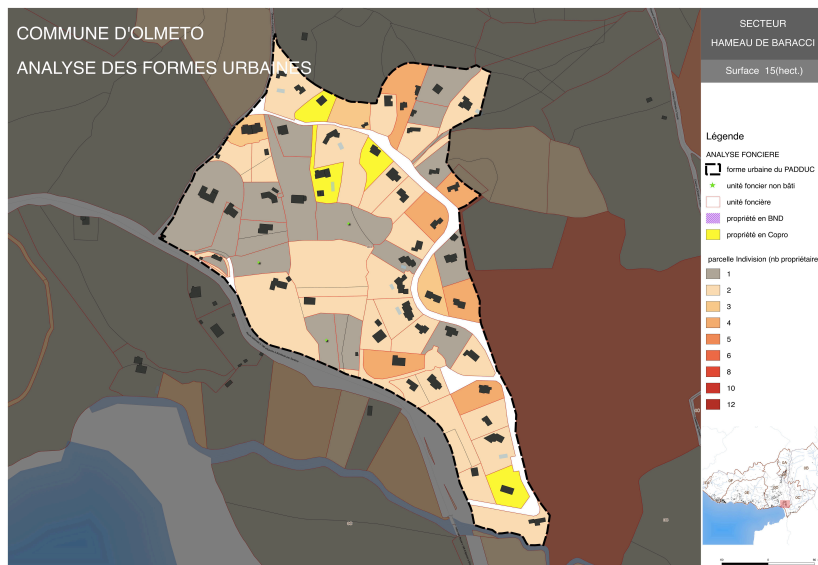 COMMUNE D'OLMETO
ANALYSE DES FORMES URBAINES
SECTEUR
HAMEAU DE BARACCI
Surface 15(hect.)
Légende
ANALYSE FONCIERE
forme urbaine du PADDUC
unité foncier non bâti
unité foncière
propriété en BND
propriété en Copro
parcelle Indivision (nb propriétaire
1
2
3
4
5
6
8
10
12